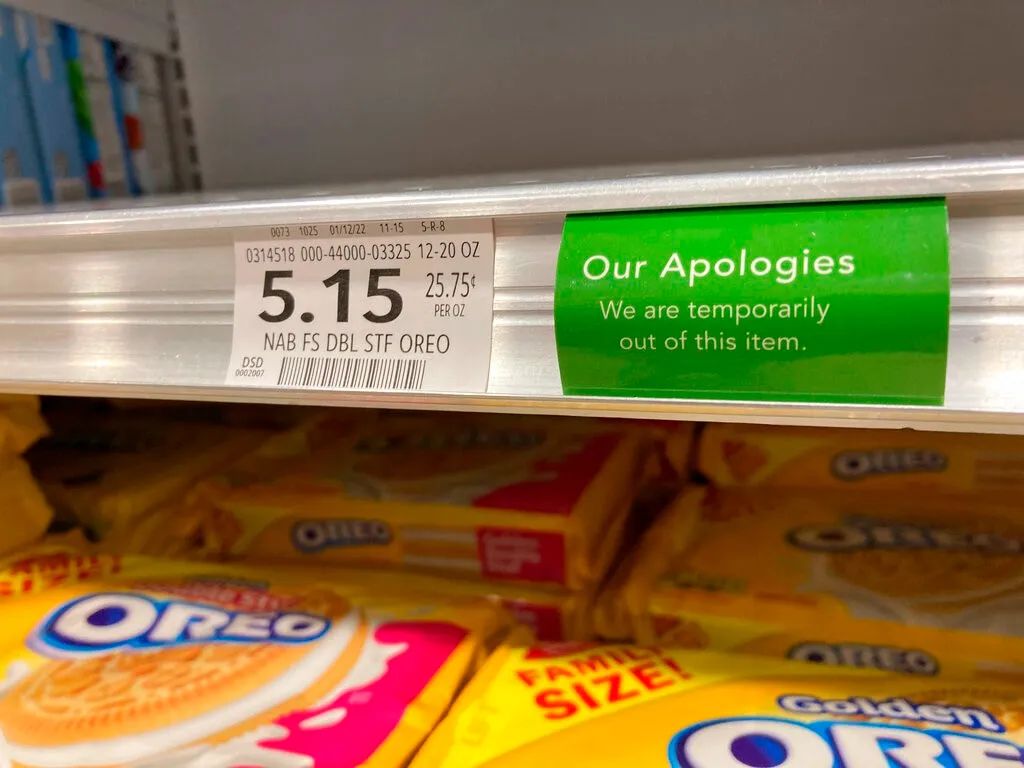 0073 1025 01/12/22 11-15 5-R-8
0314518 000-44000-03325 12-20 OZ
5.15
25.75¢
PER OZ
NAB FS DBL STF OREO
DSD
0002007
Our Apologies
We are temporarily
out of this item.
OREO
OREO
OREO
OREO
OREO
FAMILY
SIZE!
Golden